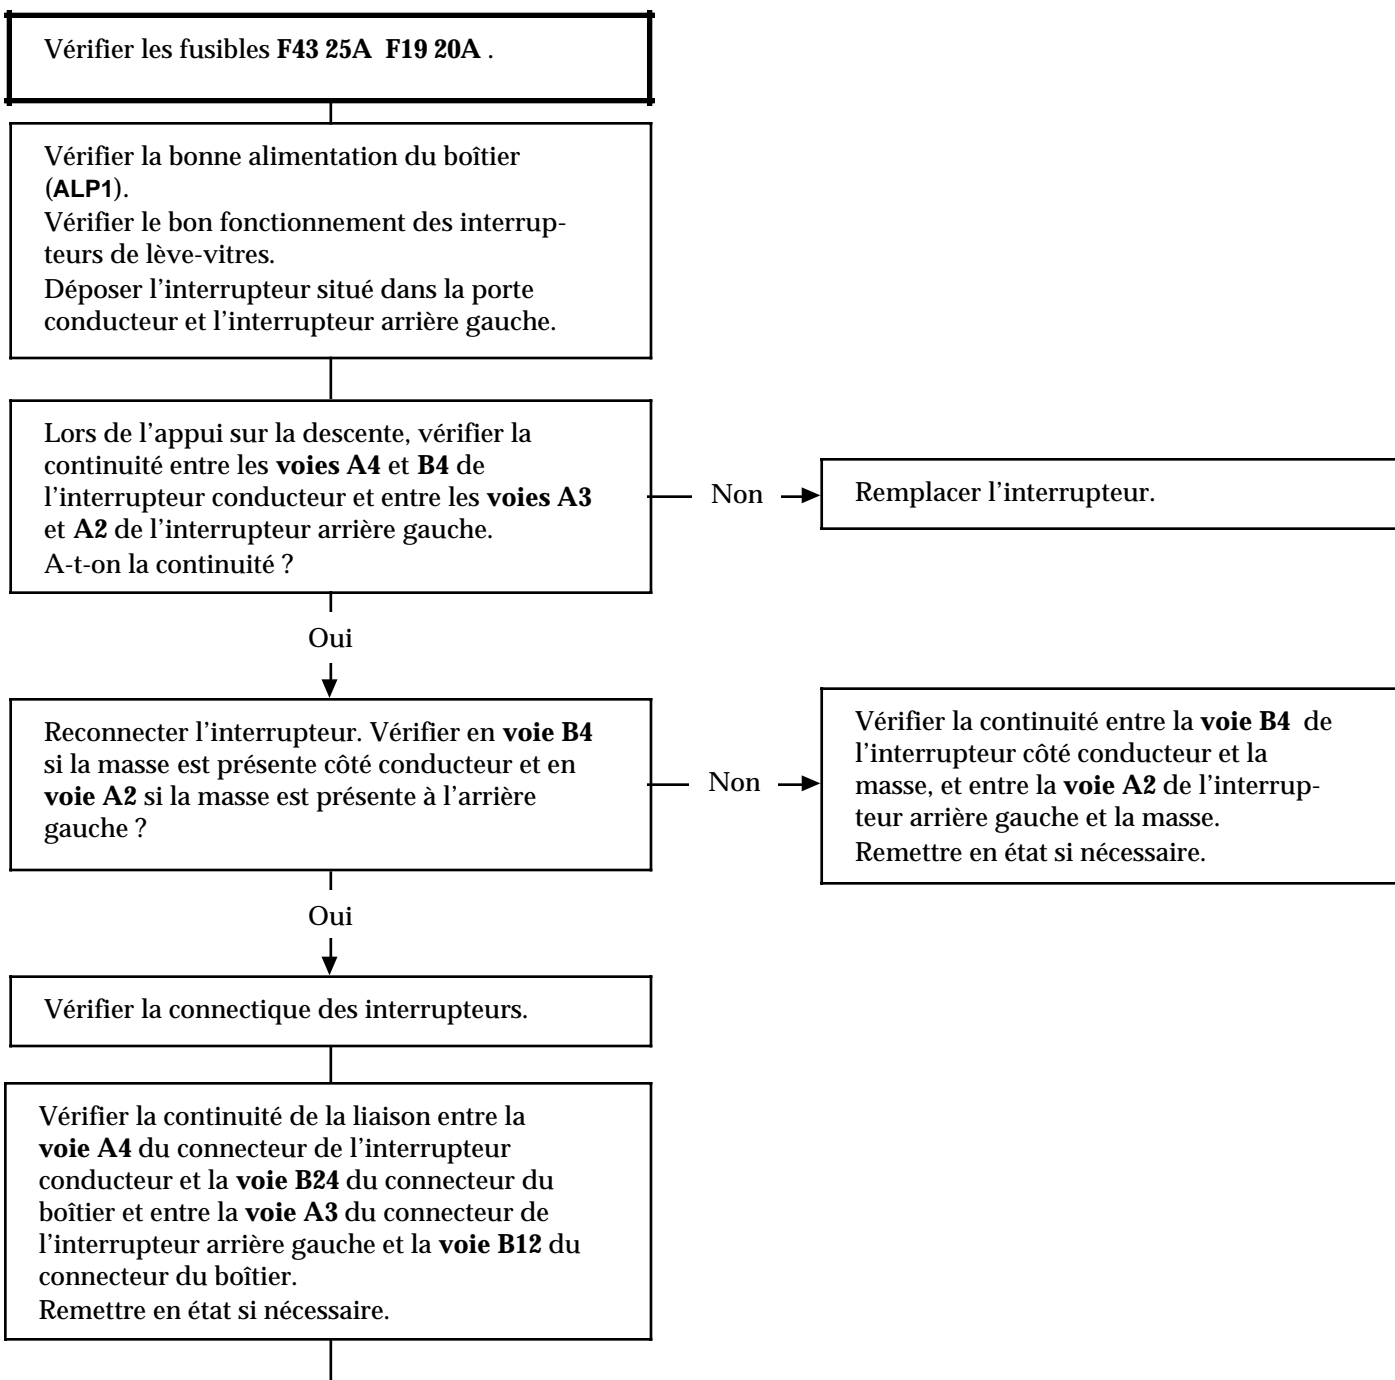 Vérifier les fusibles F43 25A  F19 20A .
Vérifier la bonne alimentation du boîtier
(ALP1).
Vérifier le bon fonctionnement des interrup-
teurs de lève-vitres.
Déposer l’interrupteur situé dans la porte
conducteur et l’interrupteur arrière gauche.
Lors de l’appui sur la descente, vérifier la
continuité entre les voies A4 et B4 de
l’interrupteur conducteur et entre les voies A3
et A2 de l’interrupteur arrière gauche.
A-t-on la continuité ?
Non
Remplacer l’interrupteur.
Oui
Reconnecter l’interrupteur. Vérifier en voie B4
si la masse est présente côté conducteur et en
voie A2 si la masse est présente à l’arrière
gauche ?
Non
Vérifier la continuité entre la voie B4  de
l’interrupteur côté conducteur et la
masse, et entre la voie A2 de l’interrup-
teur arrière gauche et la masse.
Remettre en état si nécessaire.
Oui
Vérifier la connectique des interrupteurs.
Vérifier la continuité de la liaison entre la
voie A4 du connecteur de l’interrupteur
conducteur et la voie B24 du connecteur du
boîtier et entre la voie A3 du connecteur de
l’interrupteur arrière gauche et la voie B12 du
connecteur du boîtier.
Remettre en état si nécessaire.